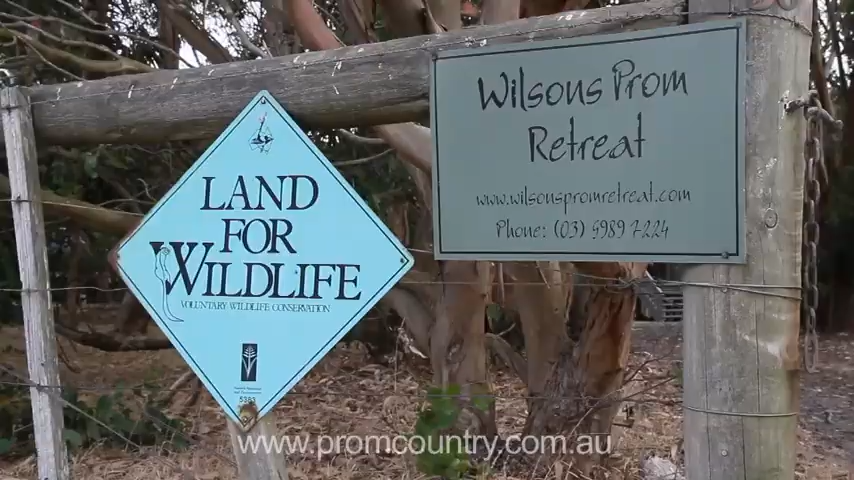 LAND
FOR
WILDLIFE
VOLUNTARY WILDLIFE CONSERVATION
5383
Wilsons Prom
Retreat
www.wilsonspromretreat.com
Phone: (03) 5989 7224
www.promcountry.com.au